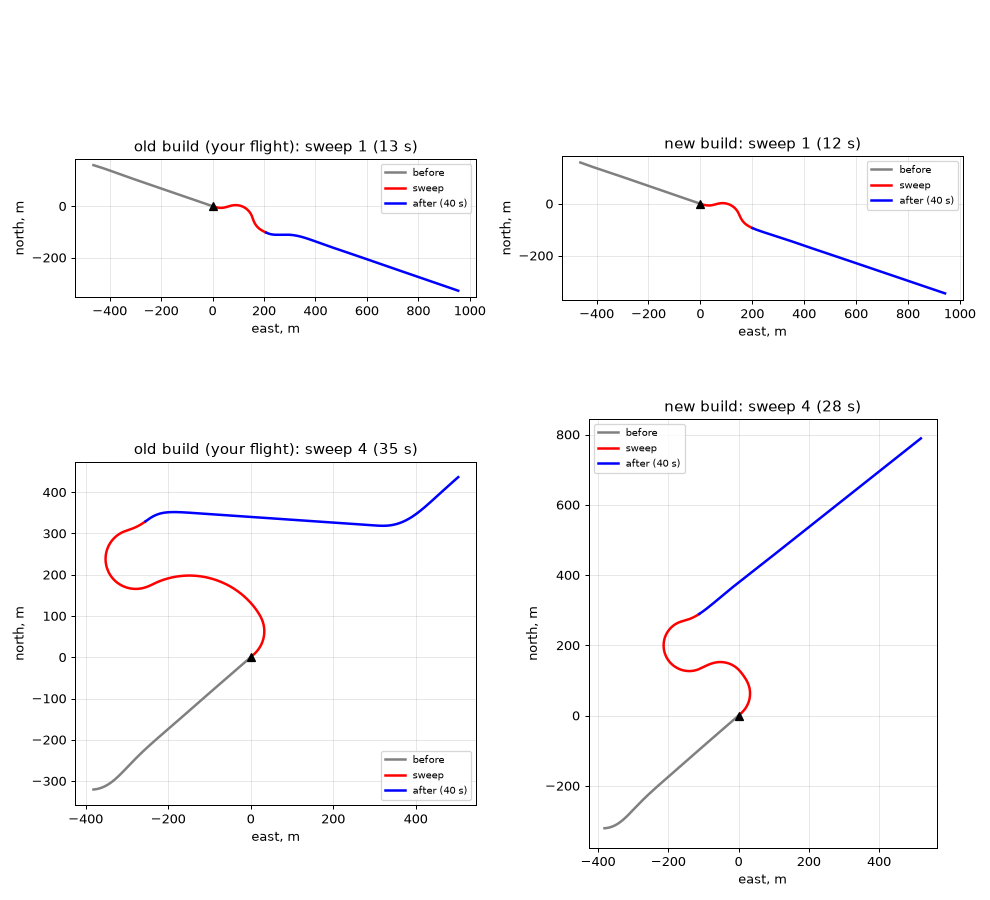 old build (your flight): sweep 1 (13 s)
before
sweep
after (40 s)
0
−200
north, m
−400 −200 0 200 400 600 800 1000
east, m
new build: sweep 1 (12 s)
before
sweep
after (40 s)
0
−200
north, m
−400 −200 0 200 400 600 800 1000
east, m
old build (your flight): sweep 4 (35 s)
400
300
200
100
0
−100
−200
−300
north, m
before
sweep
after (40 s)
−400 −200 0 200 400
east, m
new build: sweep 4 (28 s)
before
sweep
after (40 s)
800
600
400
200
0
−200
north, m
−400 −200 0 200 400
east, m